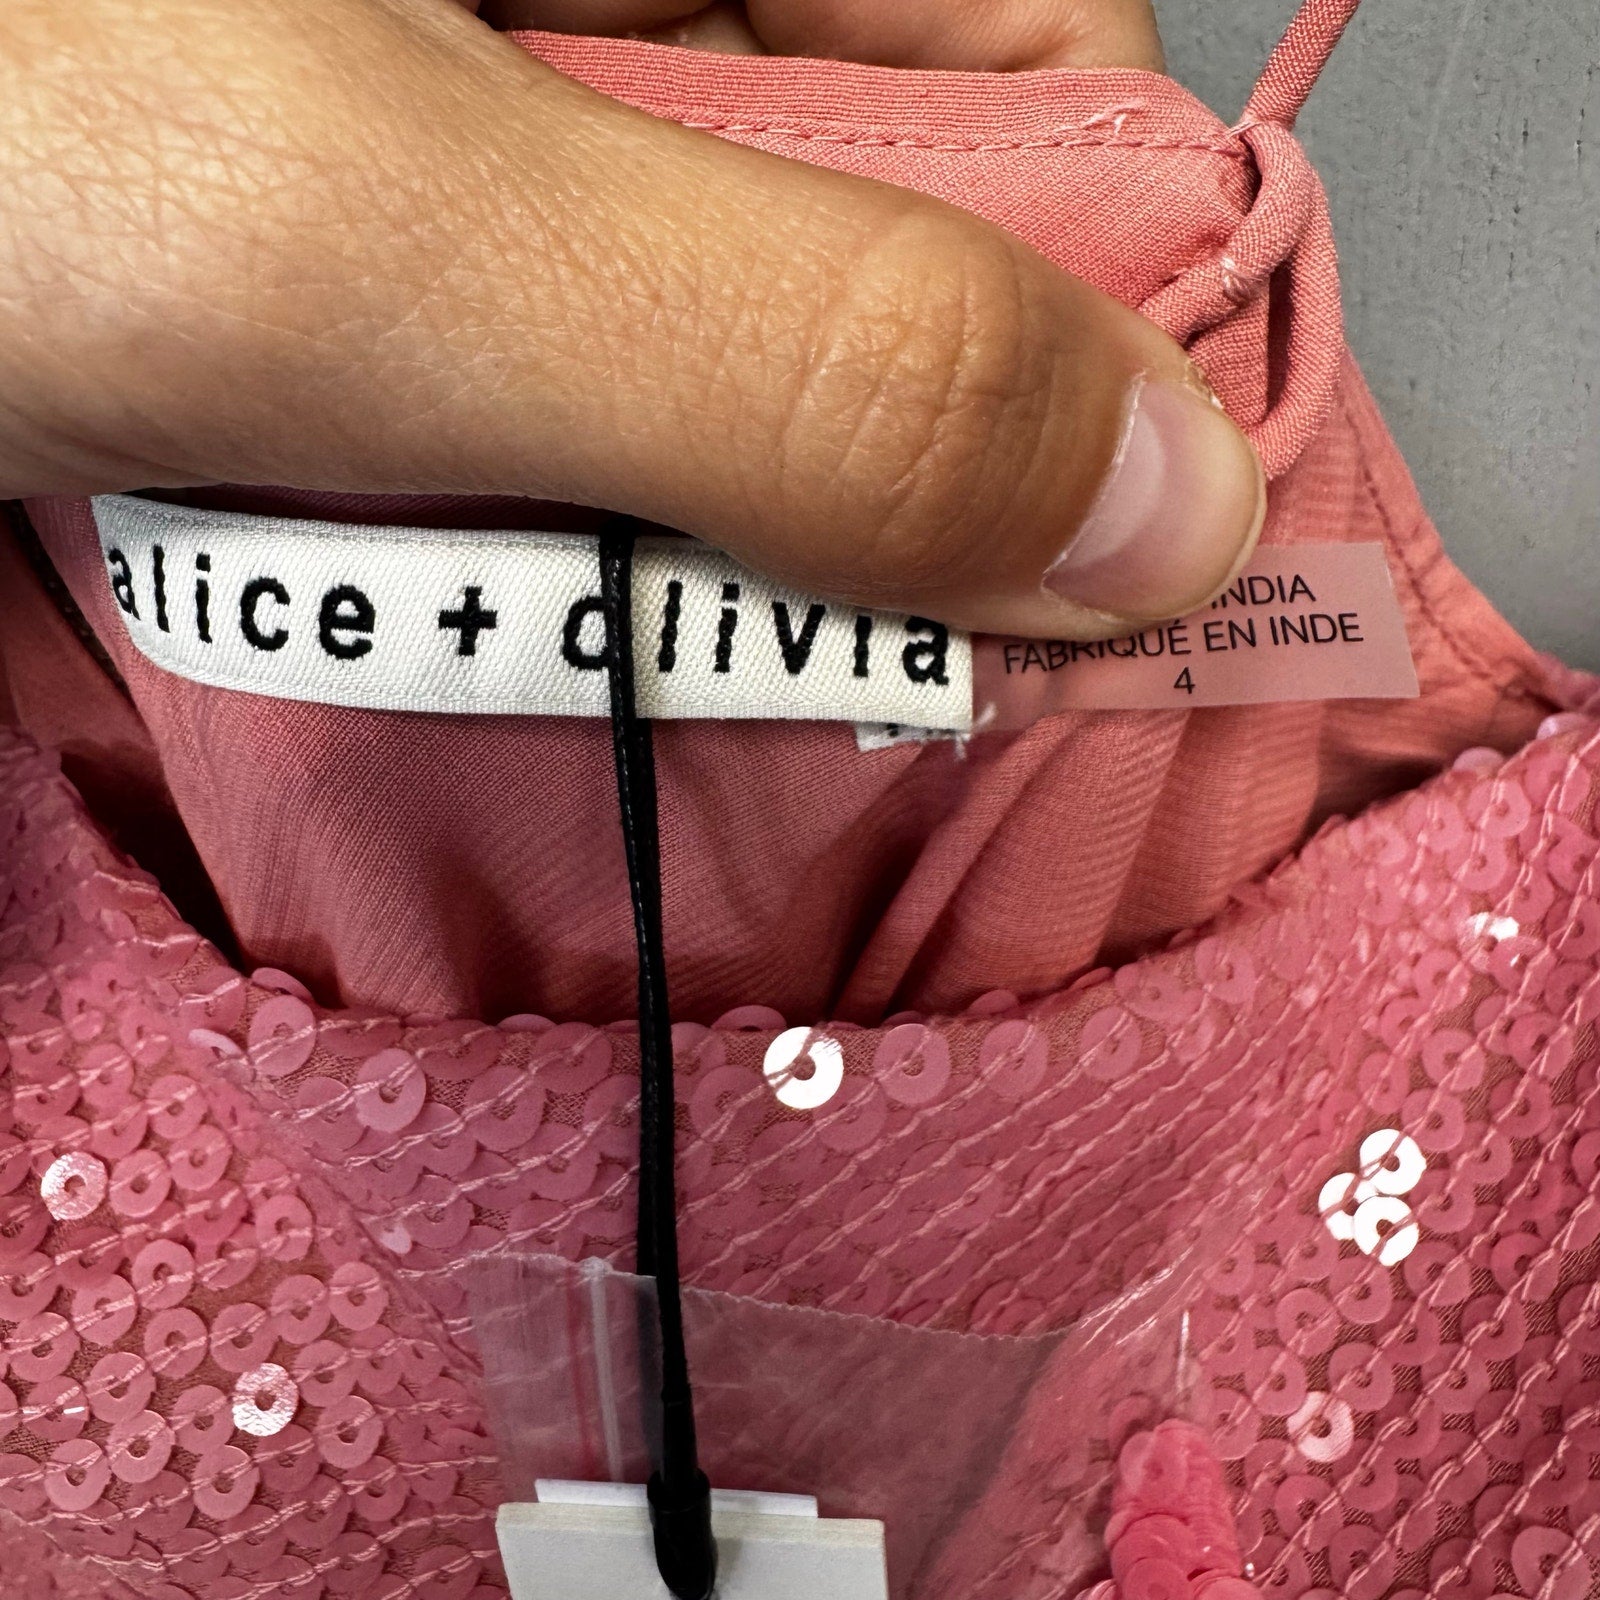 alice + olivia
INDIA
FABRIQUÉ EN INDE
4